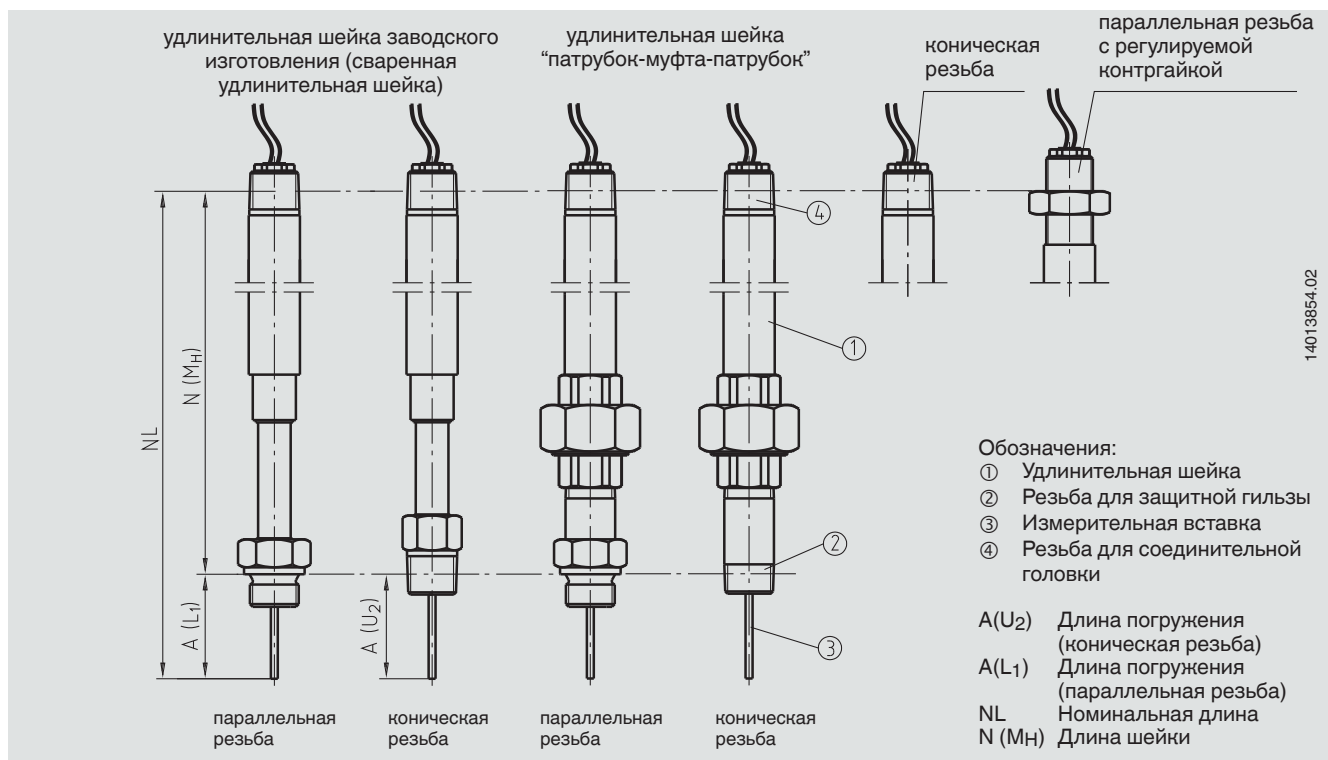 удлинительная шейка заводского
изготовления (сваренная
удлинительная шейка)
удлинительная шейка
“патрубок-муфта-патрубок”
коническая
резьба
параллельная резьба
с регулируемой
контргайкой
4
1
2
3
NL
N (MH)
A (L1)
A (U2)
14013854.02
параллельная
резьба
коническая
резьба
параллельная
резьба
коническая
резьба
Обозначения:
① Удлинительная шейка
② Резьба для защитной гильзы
③ Измерительная вставка
④ Резьба для соединительной
головки
A(U2) Длина погружения
(коническая резьба)
A(L1) Длина погружения
(параллельная резьба)
NL Номинальная длина
N (MH) Длина шейки